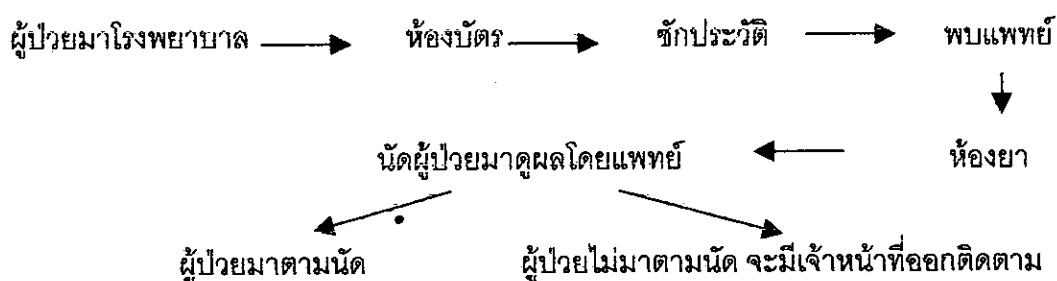 ผู้ป่วยมาโรงพยาบาล ห้องบัตร ซักประวัติ พบแพทย์
นัดผู้ป่วยมาดูผลโดยแพทย์ ห้องยา
ผู้ป่วยมาตามนัด ผู้ป่วยไม่มาตามนัด จะมีเจ้าหน้าที่ออกติดตาม